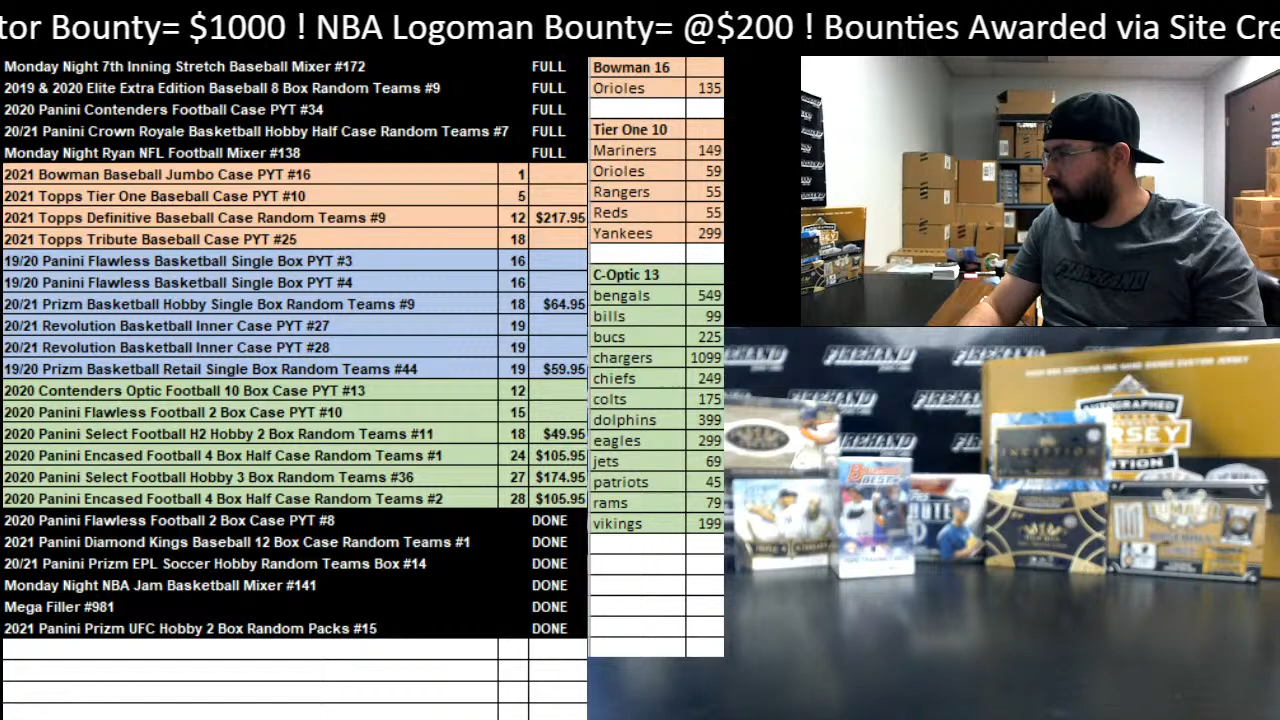 tor Bounty= $1000 ! NBA Logoman Bounty= @$200 ! Bounties Awarded via Site Cre
Monday Night 7th Inning Stretch Baseball Mixer #172 FULL
2019 & 2020 Elite Extra Edition Baseball 8 Box Random Teams #9 FULL
2020 Panini Contenders Football Case PYT #34 FULL
20/21 Panini Crown Royale Basketball Hobby Half Case Random Teams #7 FULL
Monday Night Ryan NFL Football Mixer #138 FULL
2021 Bowman Baseball Jumbo Case PYT #16 1
2021 Topps Tier One Baseball Case PYT #10 5
2021 Topps Definitive Baseball Case Random Teams #9 12 $217.95
2021 Topps Tribute Baseball Case PYT #25 18
19/20 Panini Flawless Basketball Single Box PYT #3 16
19/20 Panini Flawless Basketball Single Box PYT #4 16
20/21 Prizm Basketball Hobby Single Box Random Teams #9 18 $64.95
20/21 Revolution Basketball Inner Case PYT #27 19
20/21 Revolution Basketball Inner Case PYT #28 19
19/20 Prizm Basketball Retail Single Box Random Teams #44 19 $59.95
2020 Contenders Optic Football 10 Box Case PYT #13 12
2020 Panini Flawless Football 2 Box Case PYT #10 15
2020 Panini Select Football H2 Hobby 2 Box Random Teams #11 18 $49.95
2020 Panini Encased Football 4 Box Half Case Random Teams #1 24 $105.95
2020 Panini Select Football Hobby 3 Box Random Teams #36 27 $174.95
2020 Panini Encased Football 4 Box Half Case Random Teams #2 28 $105.95
2020 Panini Flawless Football 2 Box Case PYT #8 DONE
2021 Panini Diamond Kings Baseball 12 Box Case Random Teams #1 DONE
20/21 Panini Prizm EPL Soccer Hobby Random Teams Box #14 DONE
Monday Night NBA Jam Basketball Mixer #141 DONE
Mega Filler #981 DONE
2021 Panini Prizm UFC Hobby 2 Box Random Packs #15 DONE
Bowman 16
Orioles 135
Tier One 10
Mariners 149
Orioles 59
Rangers 55
Reds 55
Yankees 299
C-Optic 13
bengals 549
bills 99
bucs 225
chargers 1099
chiefs 249
colts 175
dolphins 399
eagles 299
jets 69
patriots 45
rams 79
vikings 199
FIREHAND
FIREHAND
FIREHAND
FIREHAND
AUTOGRAPHED
JERSEY
EDITION
INCEPTION
BOWMAN'S
BEST